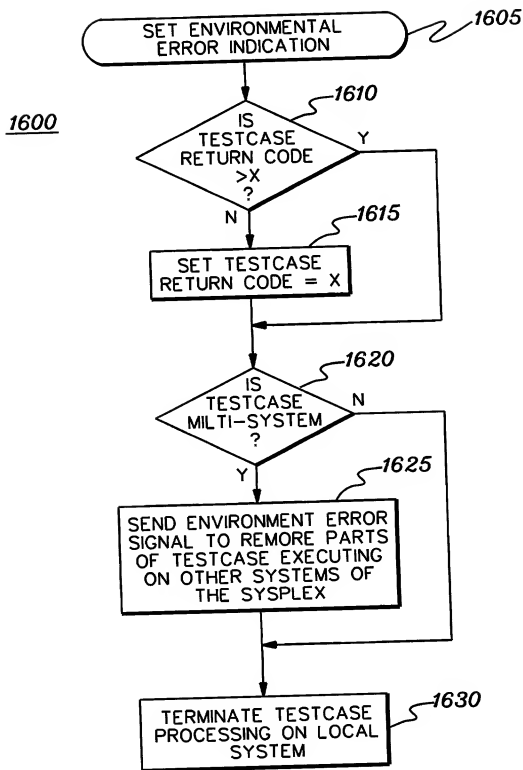 SET ENVIRONMENTAL
ERROR INDICATION
1605
1600
1610
IS
TESTCASE
RETURN CODE
>X
?
Y
N
1615
SET TESTCASE
RETURN CODE = X
1620
IS
TESTCASE
MILTI-SYSTEM
?
N
Y
1625
SEND ENVIRONMENT ERROR
SIGNAL TO REMORE PARTS
OF TESTCASE EXECUTING
ON OTHER SYSTEMS OF
THE SYSPLEX
1630
TERMINATE TESTCASE
PROCESSING ON LOCAL
SYSTEM